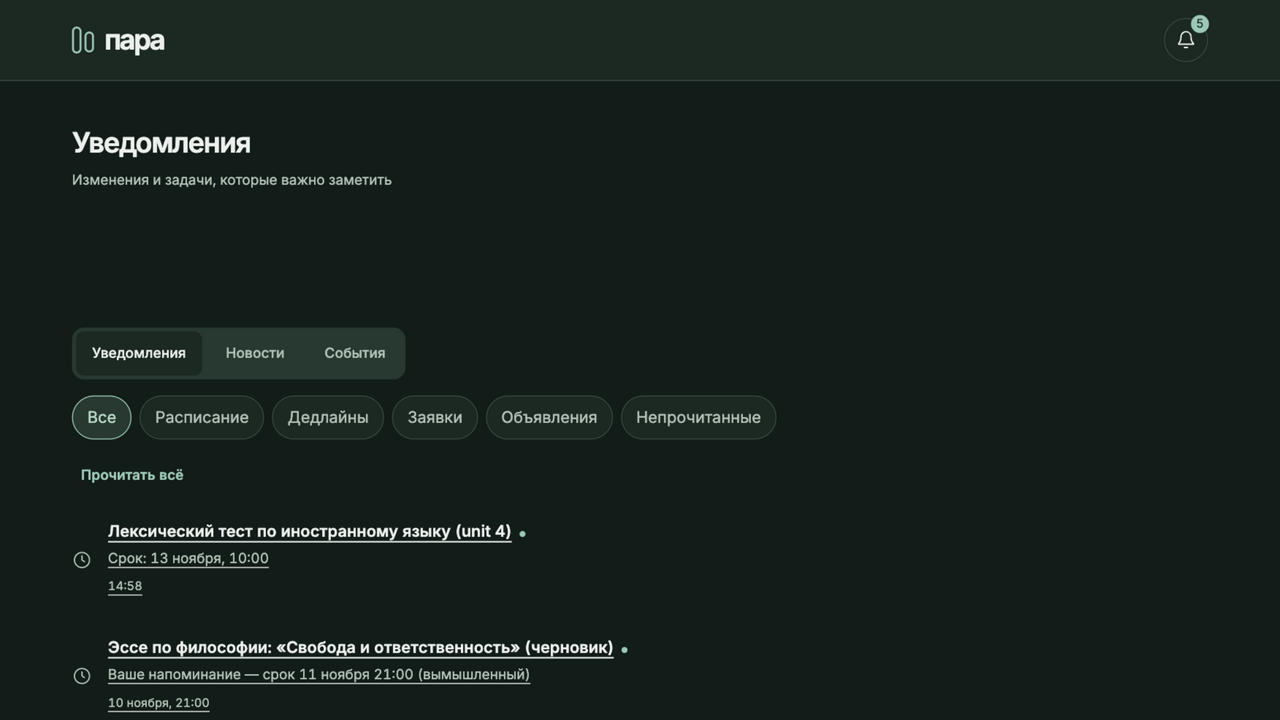 пара
5
Уведомления
Изменения и задачи, которые важно заметить
Уведомления Новости События
Все Расписание Дедлайны Заявки Объявления Непрочитанные
Прочитать всё
Лексический тест по иностранному языку (unit 4)
Срок: 13 ноября, 10:00
14:58
Эссе по философии: «Свобода и ответственность» (черновик)
Ваше напоминание — срок 11 ноября 21:00 (вымышленный)
10 ноября, 21:00